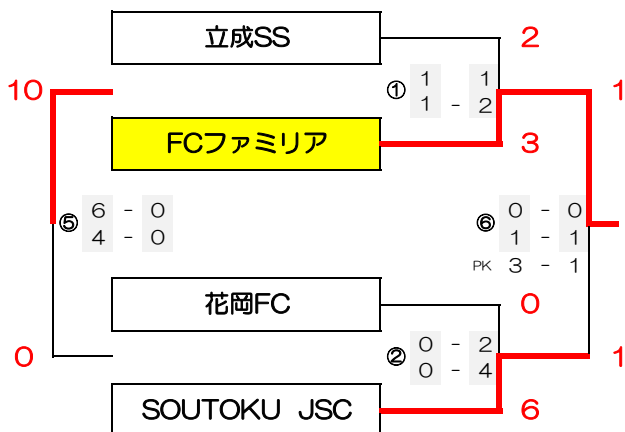 立成SS 2
10 ① 1 1 1
1 - 2
FCファミリア 3
⑤ 6 - 0 ⑥ 0 - 0
4 - 0 1 - 1
PK 3 - 1
花岡FC 0
0 ② 0 - 2 1
0 - 4
SOUTOKU JSC 6